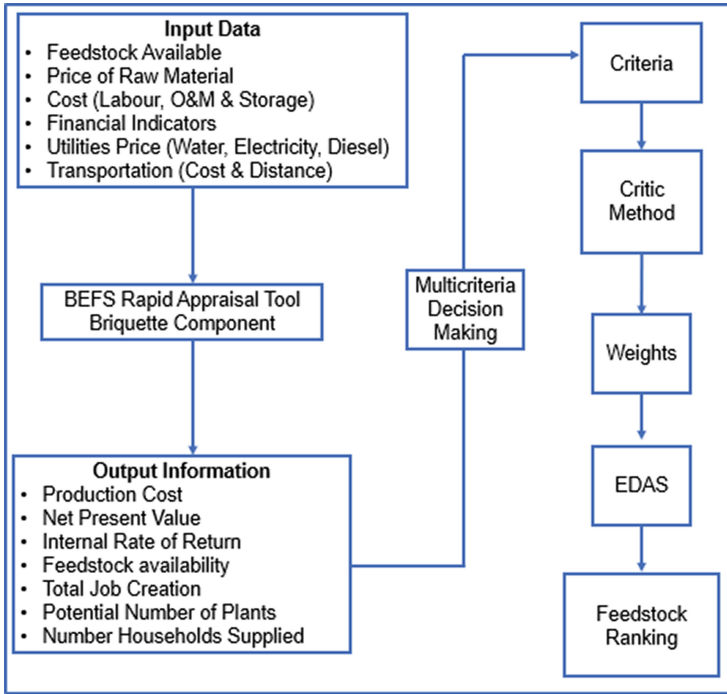 Input Data
• Feedstock Available
• Price of Raw Material
• Cost (Labour, O&M & Storage)
• Financial Indicators
• Utilities Price (Water, Electricity, Diesel)
• Transportation (Cost & Distance)
BEFS Rapid Appraisal Tool
Briquette Component
Output Information
• Production Cost
• Net Present Value
• Internal Rate of Return
• Feedstock availability
• Total Job Creation
• Potential Number of Plants
• Number Households Supplied
Multicriteria
Decision
Making
Criteria
Critic
Method
Weights
EDAS
Feedstock
Ranking